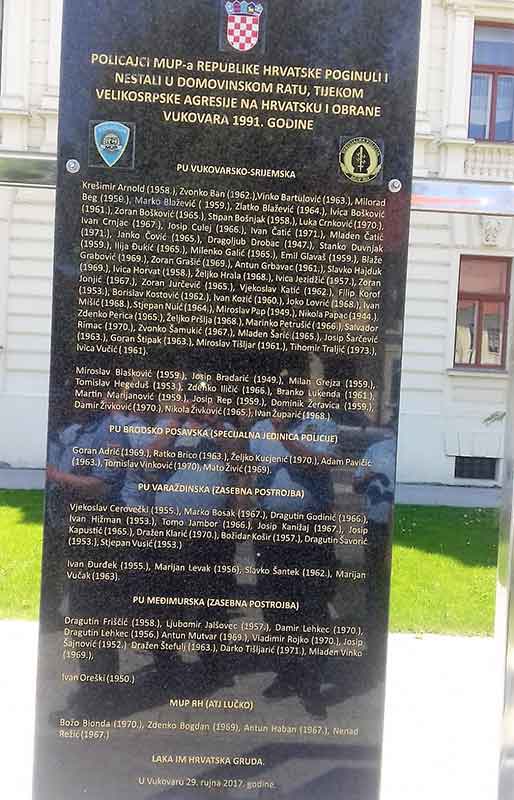 POLICAJCI MUP-a REPUBLIKE HRVATSKE POGINULI I
NESTALI U DOMOVINSKOM RATU, TIJEKOM
VELIKOSRPSKE AGRESIJE NA HRVATSKU I OBRANE
VUKOVARA 1991. GODINE
PU VUKOVARSKO-SRIJEMSKA
Krešimir Arnold (1958.), Zvonko Ban (1962.),Vinko Bartulović (1963.), Milorad
Beg (1959.), Marko Blažević ( 1959.), Zlatko Blažević (1964.), Ivica Bošković
(1961.), Zoran Bošković (1965.), Stipan Bošnjak (1958.), Luka Crnković (1970.),
Ivan Crnjac (1967.), Josip Culej (1966.), Ivan Čatić (1971.), Mladen Čatić
(1971.), Janko Čović (1965.), Dragoljub Drobac (1947.), Stanko Duvnjak
(1959.), Ilija Đukić (1965.), Milenko Galić (1965.), Emil Glavaš (1959.), Blaže
Grabović (1969.), Zoran Grašić (1969.), Antun Grbavac (1961.), Slavko Hajduk
(1969.), Ivica Horvat (1958.), Željko Hrala (1968.), Ivica Jezidžić (1957.), Zoran
Jonjić (1967.), Zoran Jurčević (1965.), Vjekoslav Katić (1962.), Filip Korof
(1953.), Borislav Kostović (1962.), Ivan Kozić (1960.), Joko Lovrić (1968.), Ivan
Mišić (1968.), Stjepan Nuić (1964.), Miroslav Pap (1949.), Nikola Papac (1944.),
Zdenko Perica (1965.), Željko Pršlja (1968.), Marinko Petrušić (1966.), Salvador
Rimac (1970.), Zvonko Šamukić (1967.), Mladen Šarić (1965.), Josip Šarčević
(1963.), Goran Štipak (1963.), Miroslav Tišljar (1961.), Tihomir Traljić (1973.),
Ivica Vučić ( 1961).
Miroslav Blašković (1959.), Josip Bradarić (1949.), Milan Grejza (1959.),
Tomislav Hegeduš (1953.), Zdenko Iličić (1966.), Branko Lukenda (1961.),
Martin Marijanović (1959.), Josip Rep (1959.), Dominik Žeravica (1959.),
Damir Živković (1970.), Nikola Živković (1965.), Ivan Župarić (1968.)
PU BRODSKO POSAVSKA (SPECIJALNA JEDINICA POLICIJE)
Goran Adrić (1969.), Ratko Brico (1963.), Željko Kucjenić (1970.), Adam Pavičić
(1963.), Tomislav Vinković (1970), Mato Živić (1969).
PU VARAŽDINSKA (ZASEBNA POSTROJBA)
Vjekoslav Cerovečki (1955.), Marko Bosak (1967.), Dragutin Godinić (1966.),
Ivan Hižman (1953.), Tomo Jambor (1966.), Josip Kanižaj (1967.), Josip
Kapustić (1965.), Dražen Klarić (1970.), Božidar Košir (1957.), Dragutin Šavorić
(1953.), Stjepan Vusić (1953.)
Ivan Đurđek (1955.), Marijan Levak (1956), Slavko Šantek (1962.), Marijan
Vučak (1963).
PU MEĐIMURSKA (ZASEBNA POSTROJBA)
Dragutin Friščić (1958.), Ljubomir Jalšovec (1957.), Damir Lehkec (1970.),
Dragutin Lehkec (1956.) Antun Mutvar (1969.), Vladimir Rojko (1970.), Josip
Šajnović (1952.) Dražen Štefulj (1963.), Darko Tišljarić (1971.), Mladen Vinko
(1969.),
Ivan Oreški (1950.)
MUP RH (ATJ LUČKO)
Božo Bionda (1970.), Zdenko Bogdan (1969), Antun Haban (1967.), Nenad
Režić (1967.)
LAKA IM HRVATSKA GRUDA.
U Vukovaru 29. rujna 2017. godine.